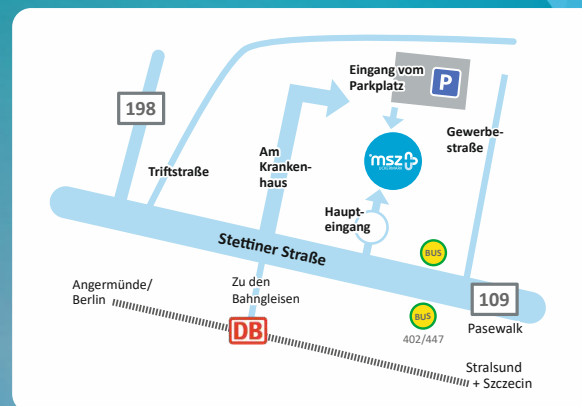 Eingang vom
Parkplatz
P
198
Gewerbe-
straße
Am
Kranken-
haus
msz
UCKERMARK
Triftstraße
Haupt-
eingang
Stettiner Straße
BUS
Zu den
Bahngleisen
Angermünde/
Berlin
109
BUS
Pasewalk
DB
402/447
Stralsund
+ Szczecin